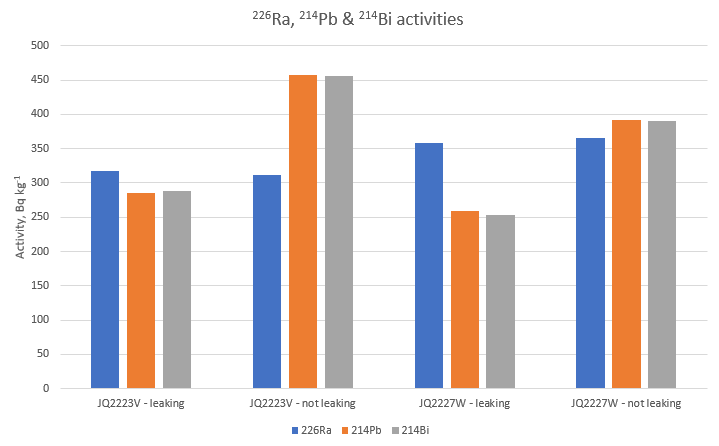 ²²⁶Ra, ²¹⁴Pb & ²¹⁴Bi activities
500
450
400
350
300
250
200
150
100
50
0
Activity, Bq kg⁻¹
JQ2223V - leaking
JQ2223V - not leaking
JQ2227W - leaking
JQ2227W - not leaking
226Ra 214Pb 214Bi